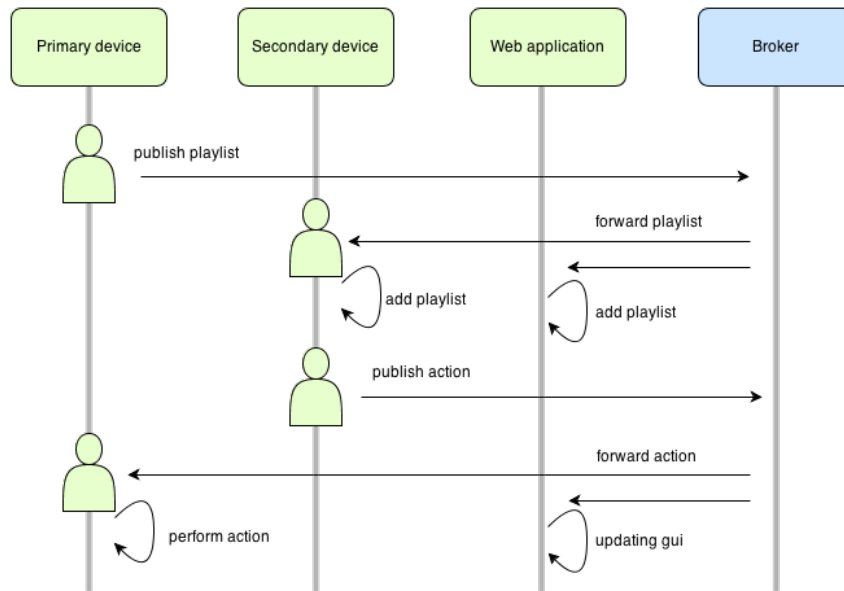 Primary device
Secondary device
Web application
Broker
publish playlist
forward playlist
add playlist
add playlist
publish action
forward action
perform action
updating gui